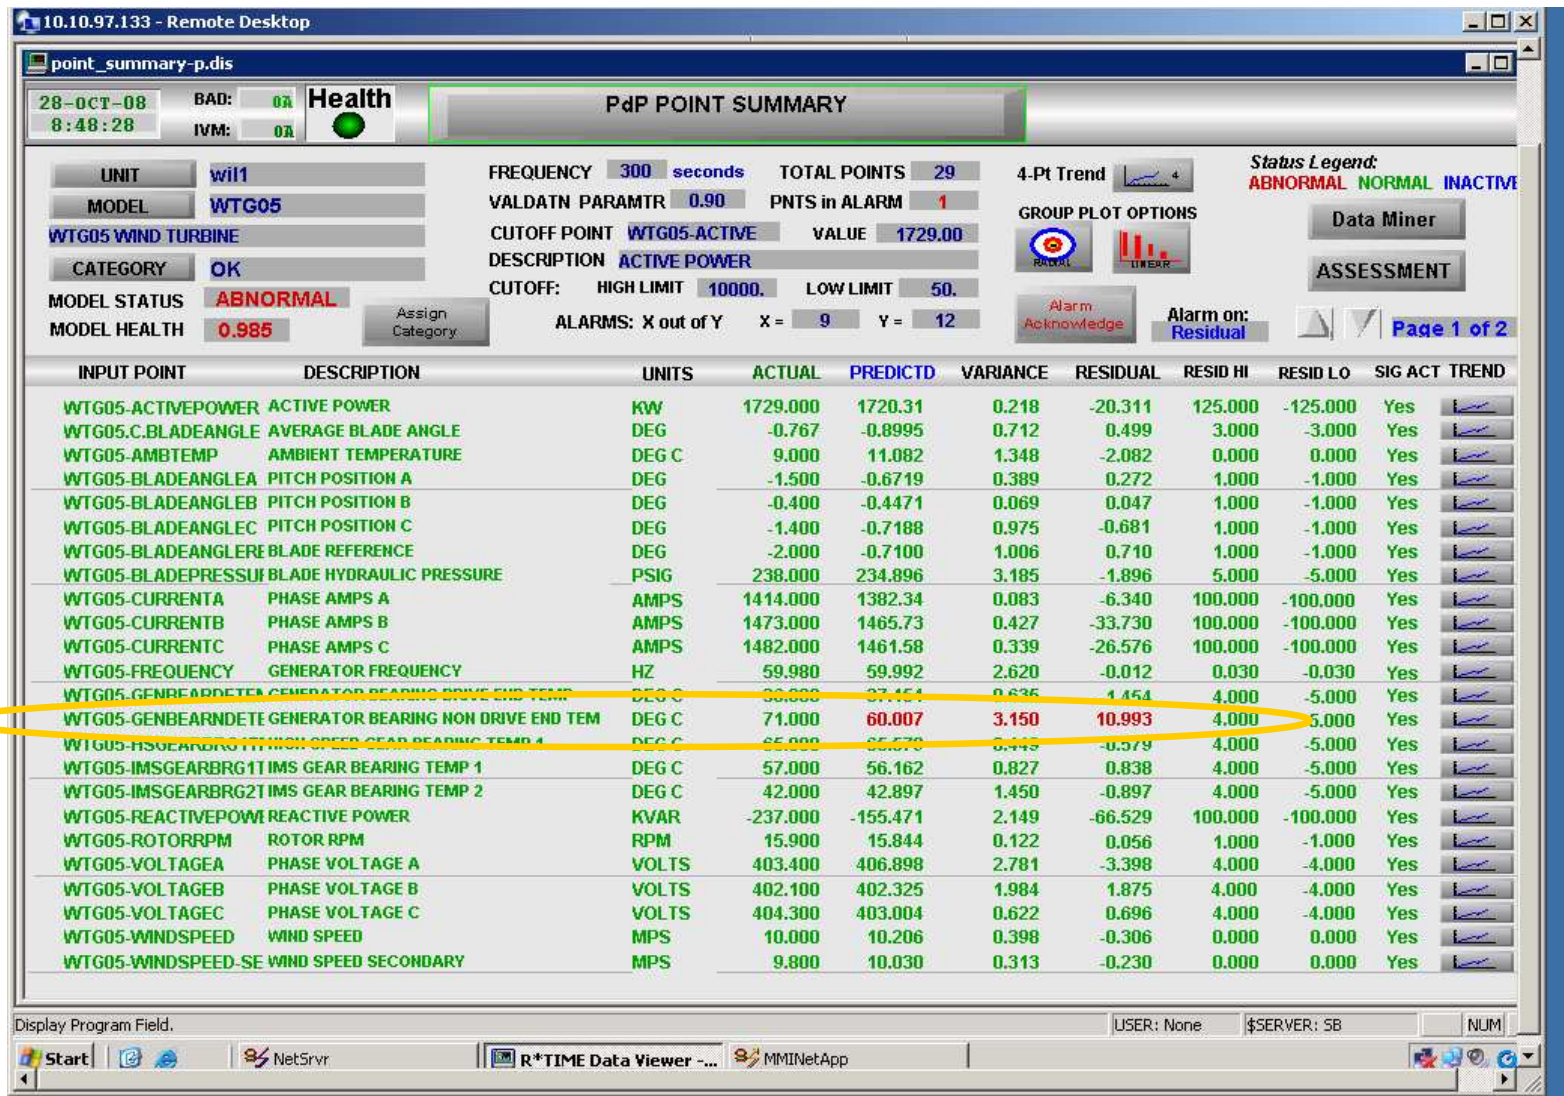 10.10.97.133 - Remote Desktop
point_summary-p.dis
28-OCT-08 BAD: 0A Health PdP POINT SUMMARY
8:48:28 IVM: 0A
UNIT wil1 FREQUENCY 300 seconds TOTAL POINTS 29 4-Pt Trend 4 Status Legend:
ABNORMAL NORMAL INACTIVE
MODEL WTG05 VALDATN PARAMTR 0.90 PNTS in ALARM 1 GROUP PLOT OPTIONS Data Miner
WTG05 WIND TURBINE CUTOFF POINT WTG05-ACTIVE VALUE 1729.00
CATEGORY OK DESCRIPTION ACTIVE POWER RADIAL LINEAR ASSESSMENT
MODEL STATUS ABNORMAL CUTOFF: HIGH LIMIT 10000. LOW LIMIT 50.
MODEL HEALTH 0.985 Assign Category ALARMS: X out of Y X = 9 Y = 12 Alarm Acknowledge Alarm on: Residual Page 1 of 2
INPUT POINT DESCRIPTION UNITS ACTUAL PREDICTD VARIANCE RESIDUAL RESID HI RESID LO SIG ACT TREND
WTG05-ACTIVEPOWER ACTIVE POWER KW 1729.000 1720.31 0.218 -20.311 125.000 -125.000 Yes
WTG05.C.BLADEANGLE AVERAGE BLADE ANGLE DEG -0.767 -0.8995 0.712 0.499 3.000 -3.000 Yes
WTG05-AMBTEMP AMBIENT TEMPERATURE DEG C 9.000 11.082 1.348 -2.082 0.000 0.000 Yes
WTG05-BLADEANGLEA PITCH POSITION A DEG -1.500 -0.6719 0.389 0.272 1.000 -1.000 Yes
WTG05-BLADEANGLEB PITCH POSITION B DEG -0.400 -0.4471 0.069 0.047 1.000 -1.000 Yes
WTG05-BLADEANGLEC PITCH POSITION C DEG -1.400 -0.7188 0.975 -0.681 1.000 -1.000 Yes
WTG05-BLADEANGLERE BLADE REFERENCE DEG -2.000 -0.7100 1.006 0.710 1.000 -1.000 Yes
WTG05-BLADEPRESSUR BLADE HYDRAULIC PRESSURE PSIG 238.000 234.896 3.185 -1.896 5.000 -5.000 Yes
WTG05-CURRENTA PHASE AMPS A AMPS 1414.000 1382.34 0.083 -6.340 100.000 -100.000 Yes
WTG05-CURRENTB PHASE AMPS B AMPS 1473.000 1465.73 0.427 -33.730 100.000 -100.000 Yes
WTG05-CURRENTC PHASE AMPS C AMPS 1482.000 1461.58 0.339 -26.576 100.000 -100.000 Yes
WTG05-FREQUENCY GENERATOR FREQUENCY HZ 59.980 59.992 2.620 -0.012 0.030 -0.030 Yes
GENERATOR BEARING DRIVE END TEMP DEG C 4.000 -5.000 Yes
WTG05-GENBEARNDETE GENERATOR BEARING NON DRIVE END TEM DEG C 71.000 60.007 3.150 10.993 4.000 5.000 Yes
HIGH SPEED GEAR BEARING TEMP 1 DEG C -0.579 4.000 -5.000 Yes
WTG05-IMSGEARBRG1T IMS GEAR BEARING TEMP 1 DEG C 57.000 56.162 0.827 0.838 4.000 -5.000 Yes
WTG05-IMSGEARBRG2T IMS GEAR BEARING TEMP 2 DEG C 42.000 42.897 1.450 -0.897 4.000 -5.000 Yes
WTG05-REACTIVEPOWE REACTIVE POWER KVAR -237.000 -155.471 2.149 -66.529 100.000 -100.000 Yes
WTG05-ROTORRPM ROTOR RPM RPM 15.900 15.844 0.122 0.056 1.000 -1.000 Yes
WTG05-VOLTAGEA PHASE VOLTAGE A VOLTS 403.400 406.898 2.781 -3.398 4.000 -4.000 Yes
WTG05-VOLTAGEB PHASE VOLTAGE B VOLTS 402.100 402.325 1.984 1.875 4.000 -4.000 Yes
WTG05-VOLTAGEC PHASE VOLTAGE C VOLTS 404.300 403.004 0.622 0.696 4.000 -4.000 Yes
WTG05-WINDSPEED WIND SPEED MPS 10.000 10.206 0.398 -0.306 0.000 0.000 Yes
WTG05-WINDSPEED-SE WIND SPEED SECONDARY MPS 9.800 10.030 0.313 -0.230 0.000 0.000 Yes
Display Program Field. USER: None $SERVER: SB NUM
Start NetSrvr R*TIME Data Viewer -... MMINetApp